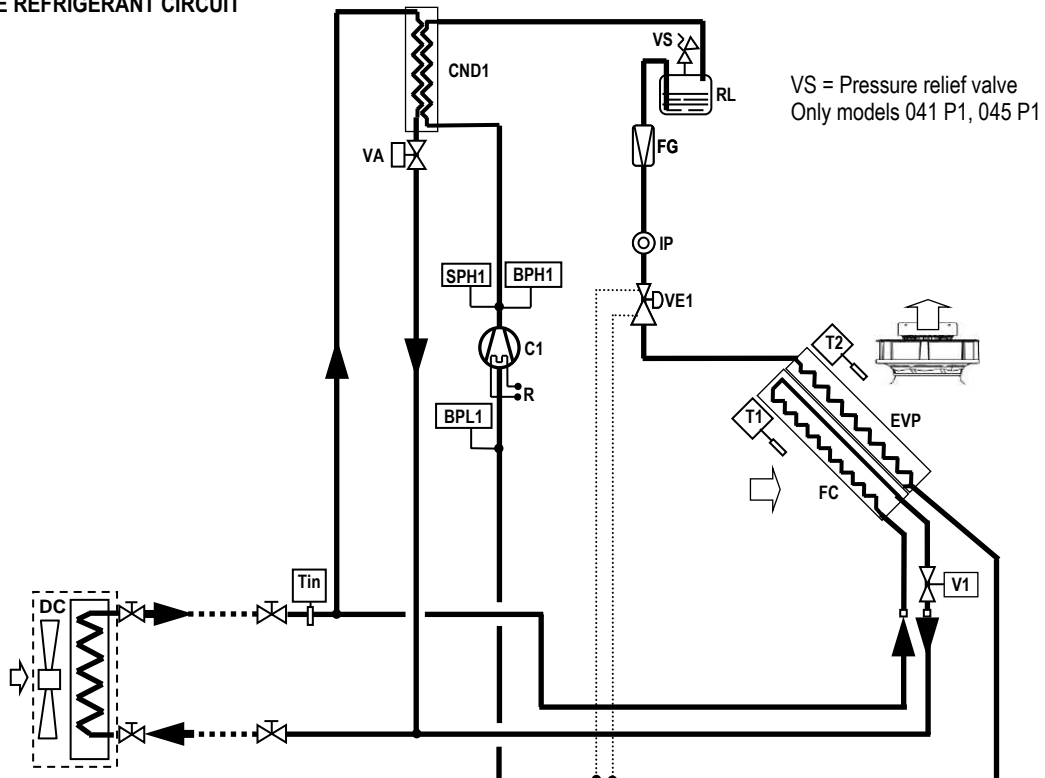 E REFRIGERANT CIRCUIT
VS
CND1
RL
VS = Pressure relief valve
Only models 041 P1, 045 P1
VA
FG
IP
SPH1
BPH1
VE1
C1
T2
R
BPL1
T1
EVP
FC
Tin
V1
DC